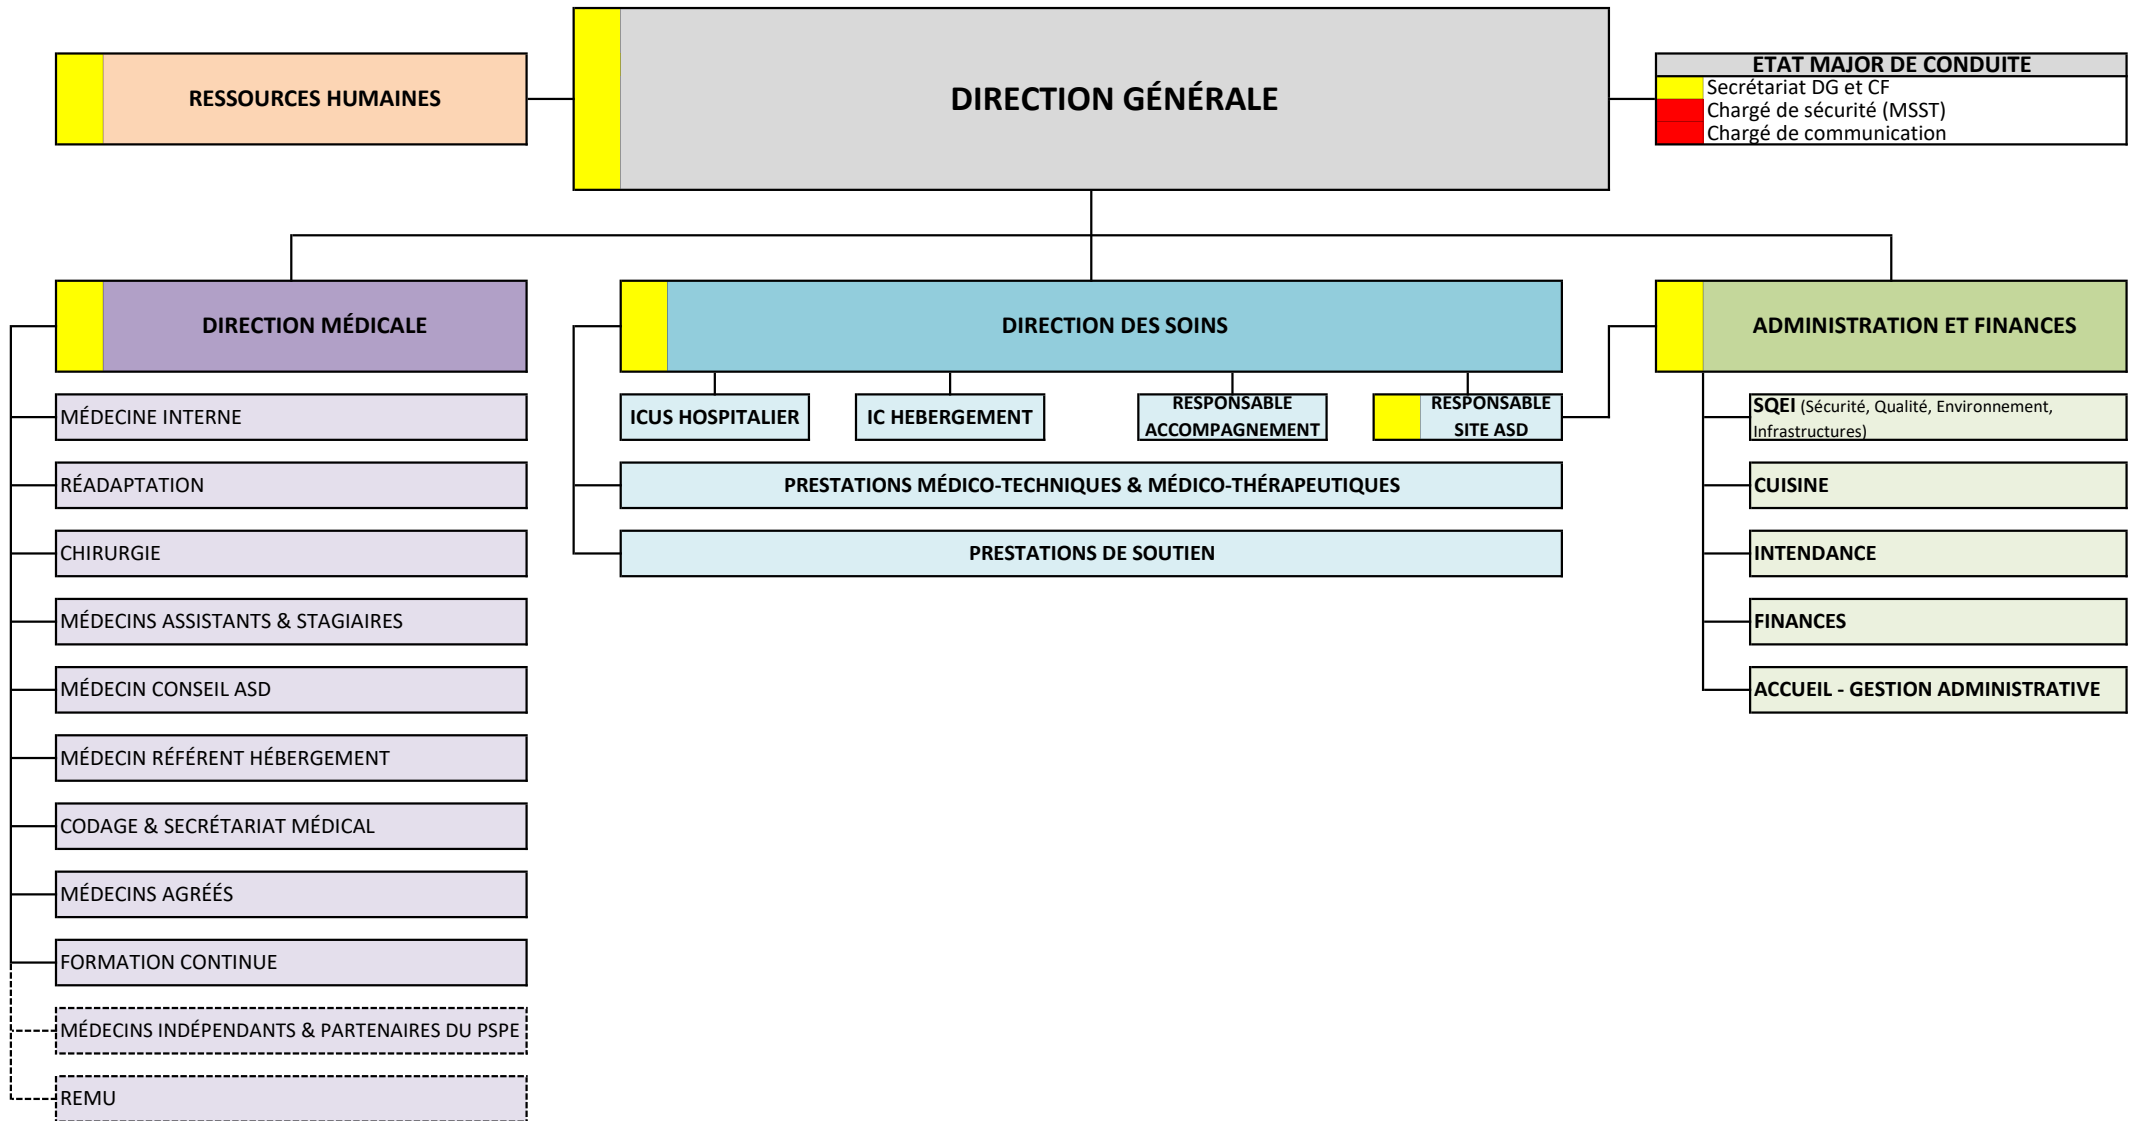 RESSOURCES HUMAINES
DIRECTION GÉNÉRALE
ETAT MAJOR DE CONDUITE
Secrétariat DG et CF
Chargé de sécurité (MSST)
Chargé de communication
DIRECTION MÉDICALE
MÉDECINE INTERNE
RÉADAPTATION
CHIRURGIE
MÉDECINS ASSISTANTS & STAGIAIRES
MÉDECIN CONSEIL ASD
MÉDECIN RÉFÉRENT HÉBERGEMENT
CODAGE & SECRÉTARIAT MÉDICAL
MÉDECINS AGRÉÉS
FORMATION CONTINUE
MÉDECINS INDÉPENDANTS & PARTENAIRES DU PSPE
REMU
DIRECTION DES SOINS
ICUS HOSPITALIER
IC HEBERGEMENT
RESPONSABLE
ACCOMPAGNEMENT
RESPONSABLE
SITE ASD
PRESTATIONS MÉDICO-TECHNIQUES & MÉDICO-THÉRAPEUTIQUES
PRESTATIONS DE SOUTIEN
ADMINISTRATION ET FINANCES
SQEI (Sécurité, Qualité, Environnement,
Infrastructures)
CUISINE
INTENDANCE
FINANCES
ACCUEIL - GESTION ADMINISTRATIVE